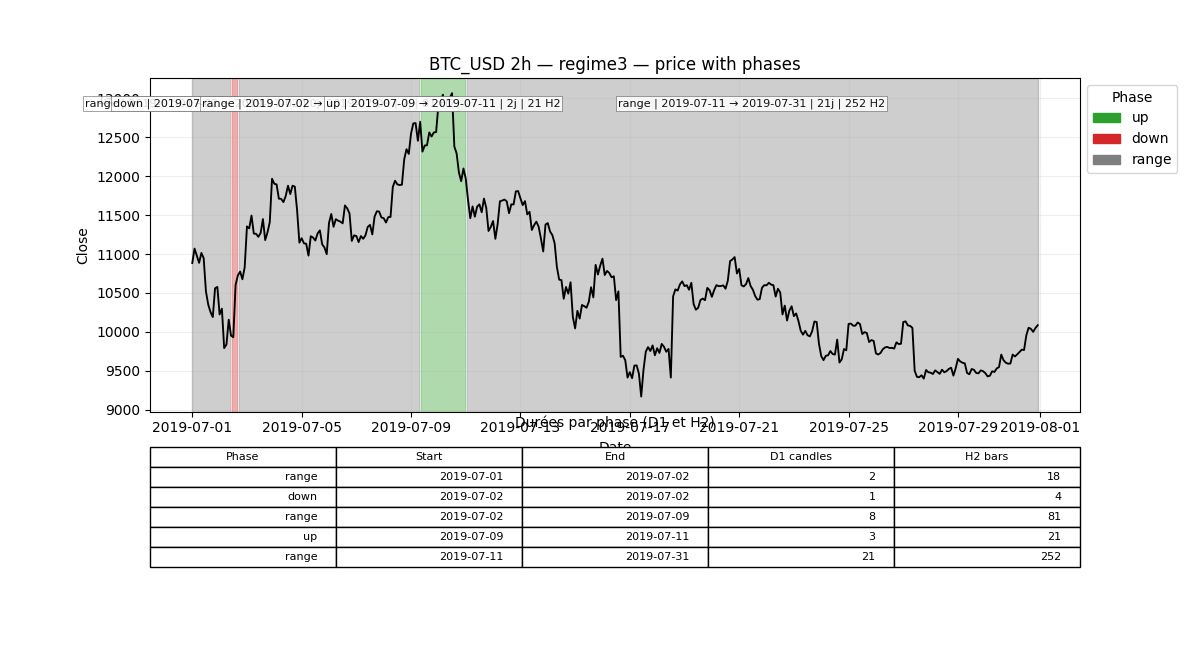 BTC_USD 2h — regime3 — price with phases
range | 2019-07-02 → up | 2019-07-09 → 2019-07-11 | 2j | 21 H2
range | 2019-07-11 → 2019-07-31 | 21j | 252 H2
down | 2019-07
Phase
up
down
range
Close
13000
12500
12000
11500
11000
10500
10000
9500
9000
2019-07-01 2019-07-05 2019-07-09 2019-07-13 2019-07-17 2019-07-21 2019-07-25 2019-07-29 2019-08-01
Date
Durées par phase (D1 et H2)
Phase Start End D1 candles H2 bars
range 2019-07-01 2019-07-02 2 18
down 2019-07-02 2019-07-02 1 4
range 2019-07-02 2019-07-09 8 81
up 2019-07-09 2019-07-11 3 21
range 2019-07-11 2019-07-31 21 252